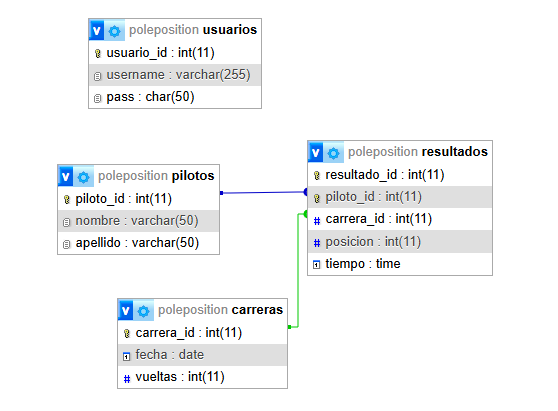 v poleposition usuarios
usuario_id : int(11)
username : varchar(255)
pass : char(50)
v poleposition resultados
resultado_id : int(11)
piloto_id : int(11)
# carrera_id : int(11)
# posicion : int(11)
tiempo : time
v poleposition pilotos
piloto_id : int(11)
nombre : varchar(50)
apellido : varchar(50)
v poleposition carreras
carrera_id : int(11)
fecha : date
# vueltas : int(11)